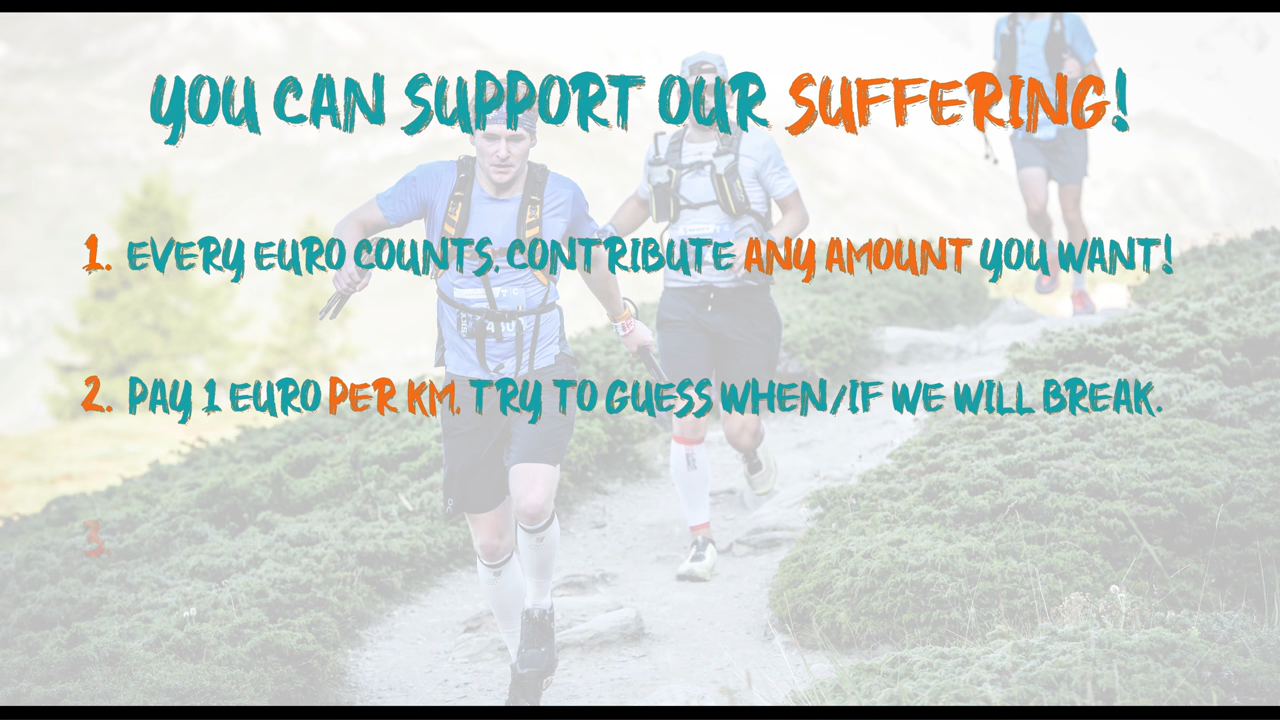 YOU CAN SUPPORT OUR SUFFERING!
1. EVERY EURO COUNTS. CONTRIBUTE ANY AMOUNT YOU WANT!
2. PAY 1 EURO PER KM. TRY TO GUESS WHEN/IF WE WILL BREAK.
3.